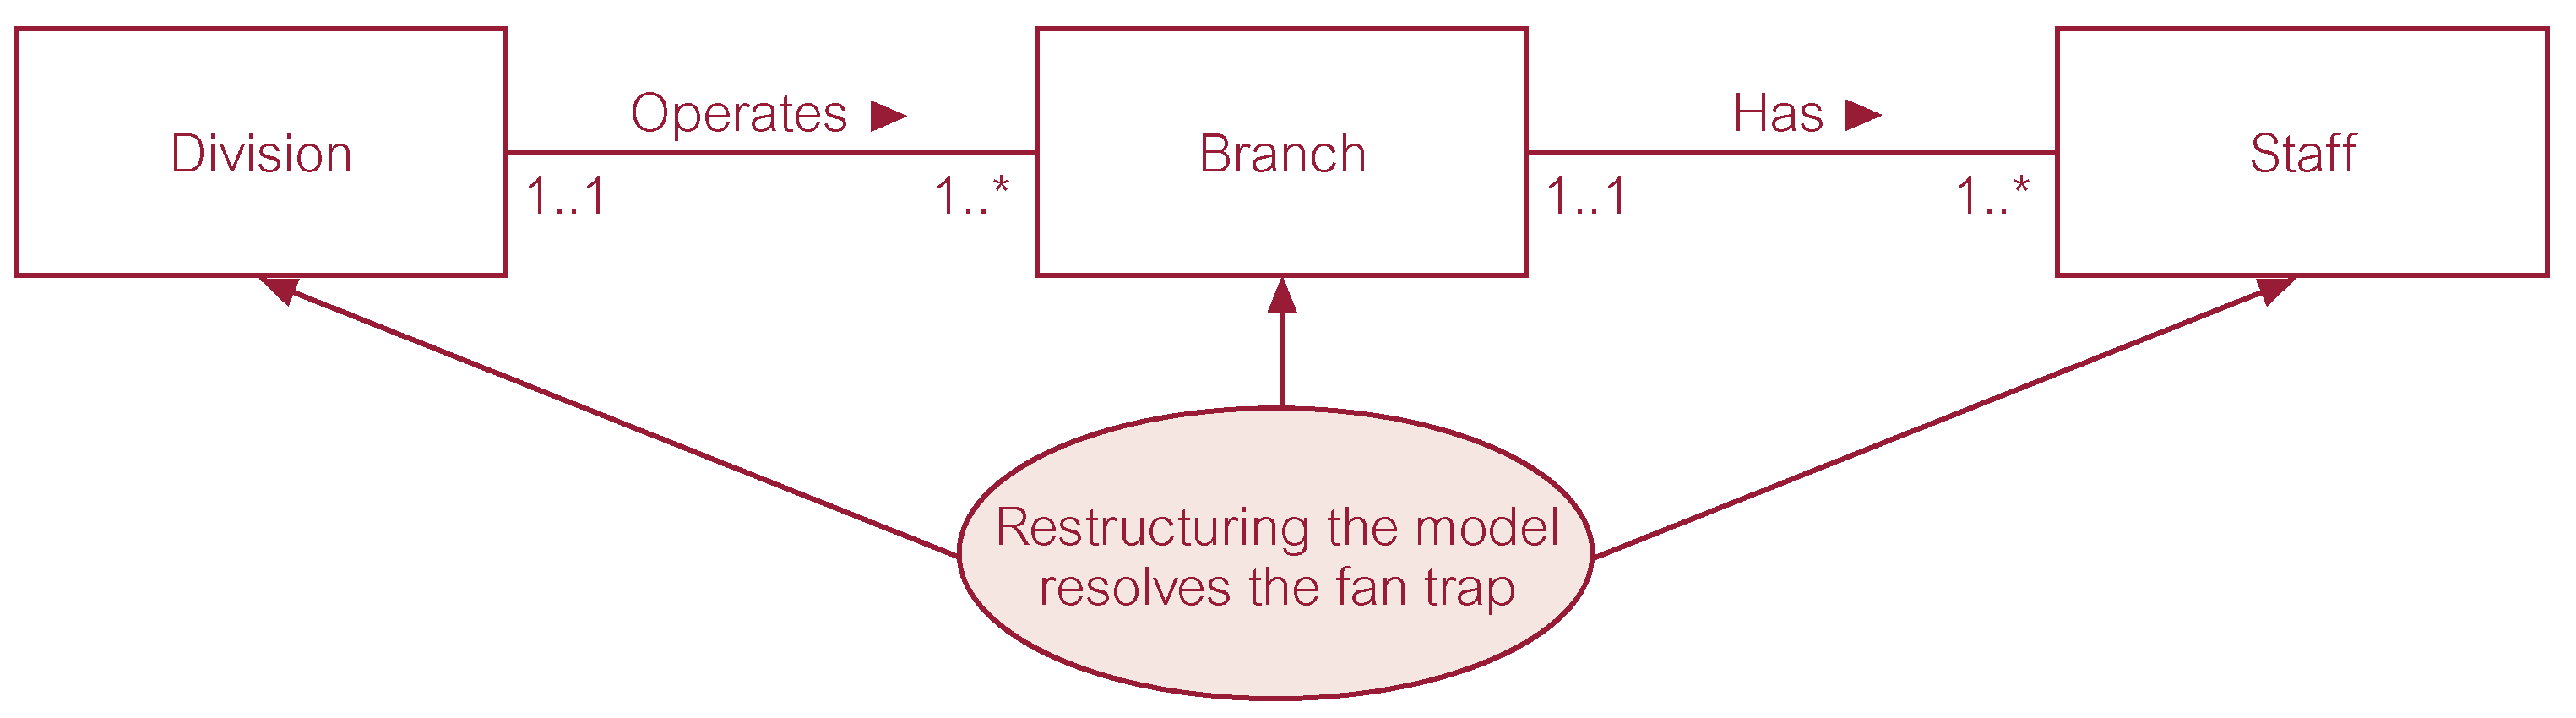 Operates ►
Has ►
Division
Branch
Staff
1..1
1..*
1..1
1..*
Restructuring the model
resolves the fan trap